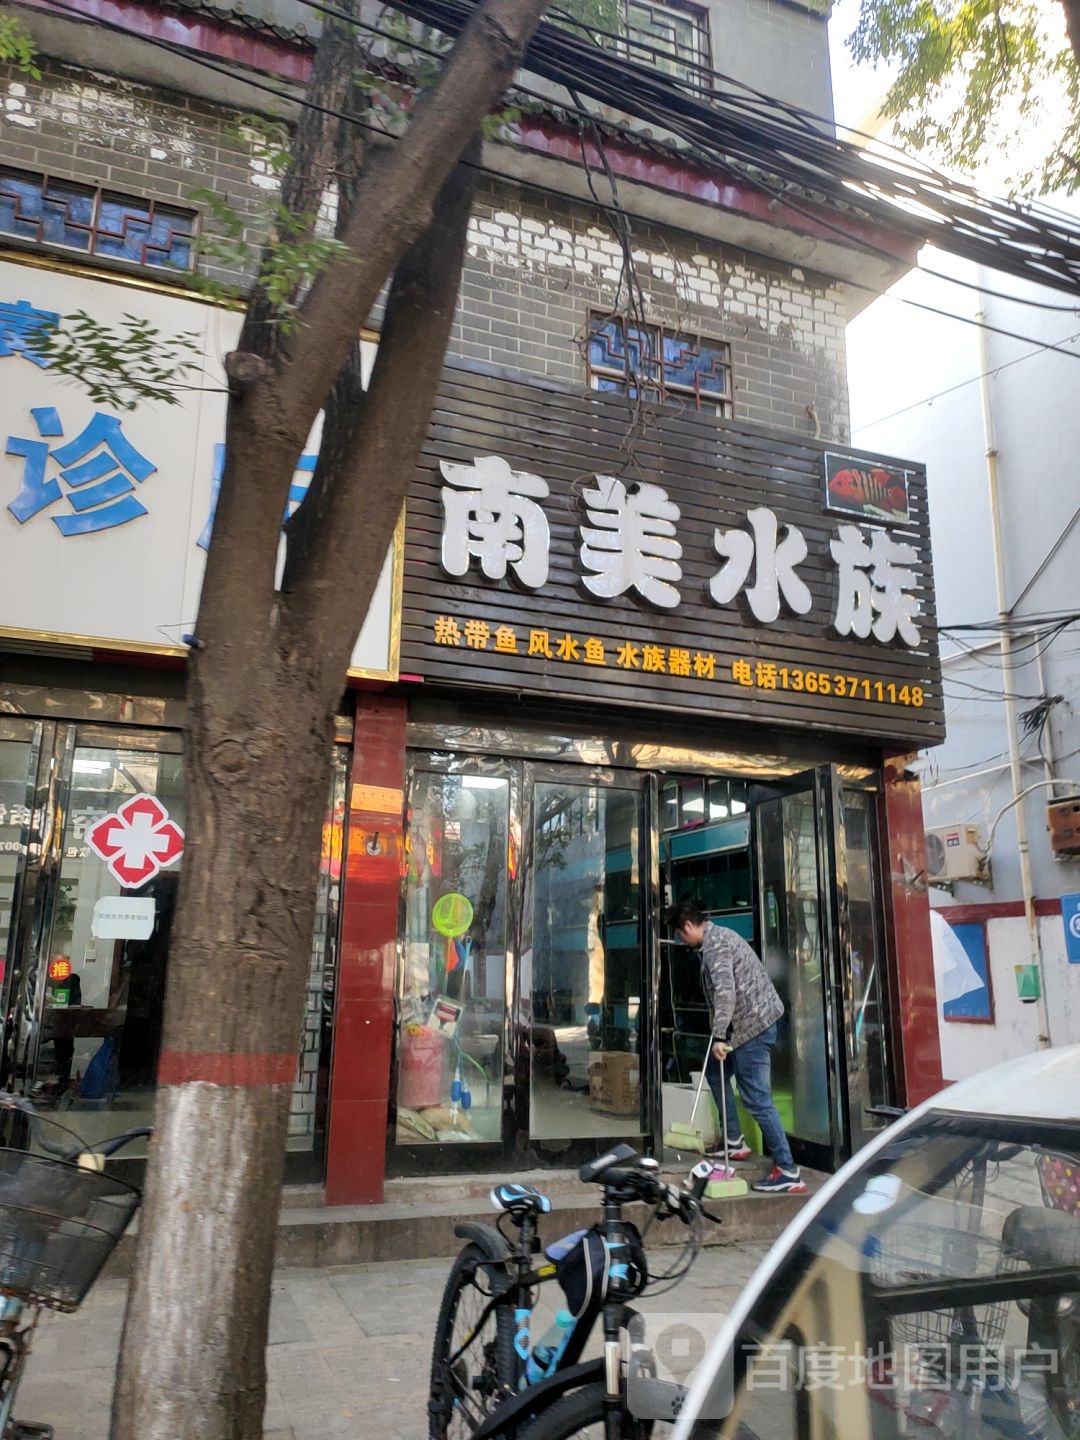 诊
南美水族
热带鱼 风水鱼 水族器材 电话13653711148
推
百度地图用户